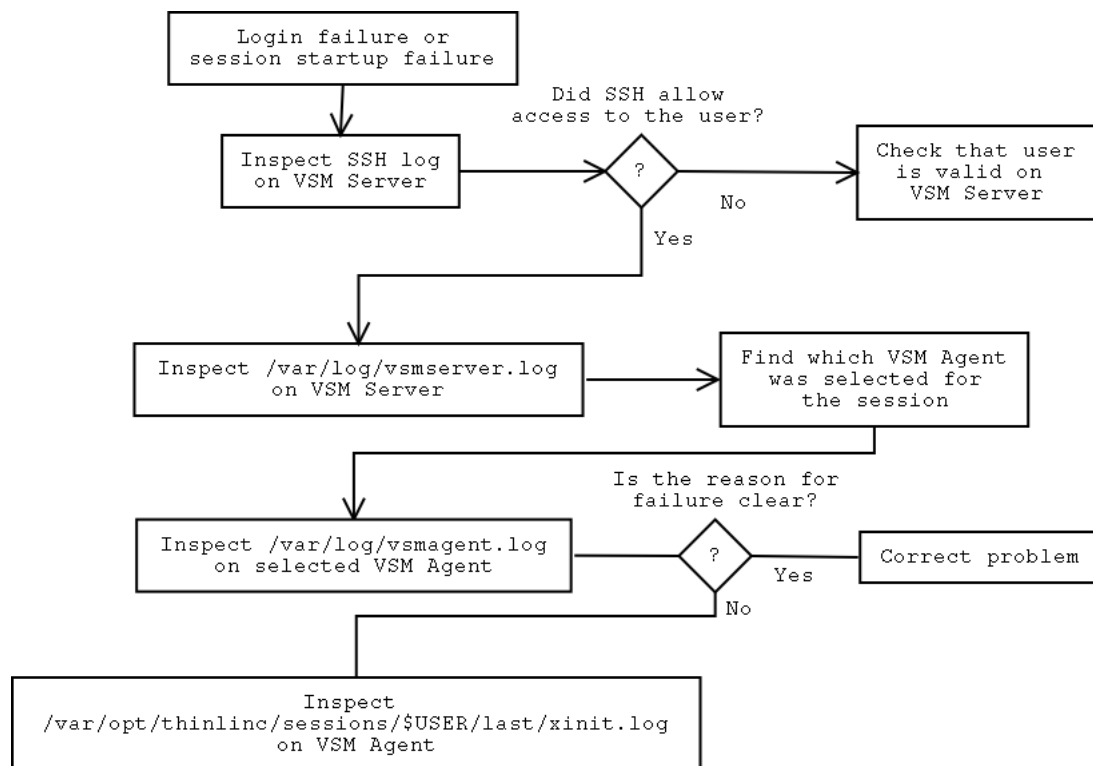 Login failure or
session startup failure
Did SSH allow
access to the user?
Inspect SSH log
on VSM Server
?
No
Yes
Check that user
is valid on
VSM Server
Inspect /var/log/vsmserver.log
on VSM Server
Find which VSM Agent
was selected for
the session
Is the reason for
failure clear?
Inspect /var/log/vsmagent.log
on selected VSM Agent
?
Yes
No
Correct problem
Inspect
/var/opt/thinlinc/sessions/$USER/last/xinit.log
on VSM Agent